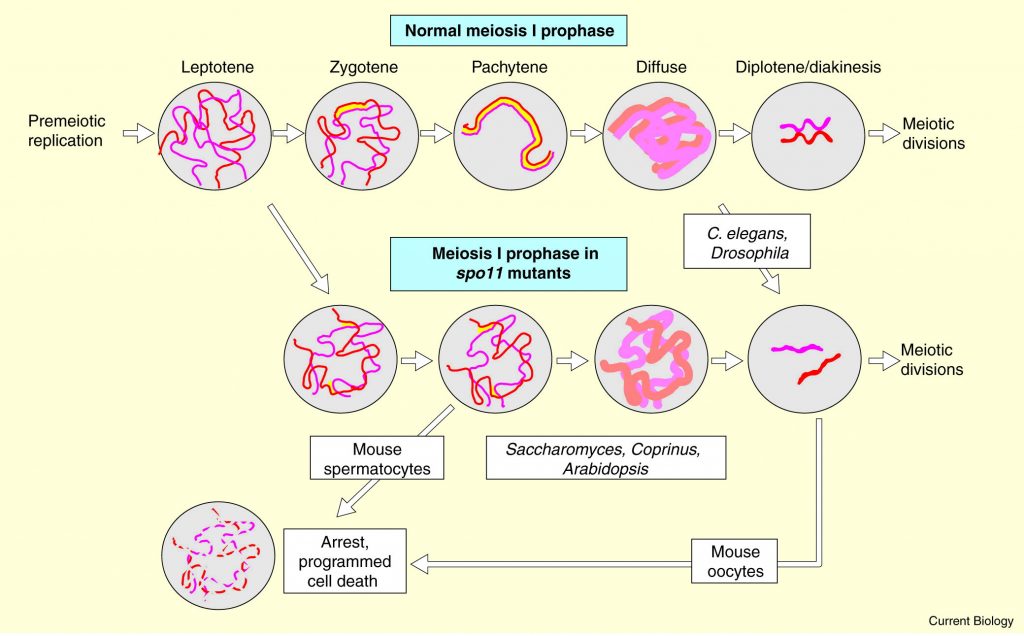 Normal meiosis I prophase
Leptotene
Zygotene
Pachytene
Diffuse
Diplotene/diakinesis
Premeiotic
replication
Meiotic
divisions
C. elegans,
Drosophila
Meiosis I prophase in
spo11 mutants
Meiotic
divisions
Mouse
spermatocytes
Saccharomyces, Coprinus,
Arabidopsis
Arrest,
programmed
cell death
Mouse
oocytes
Current Biology